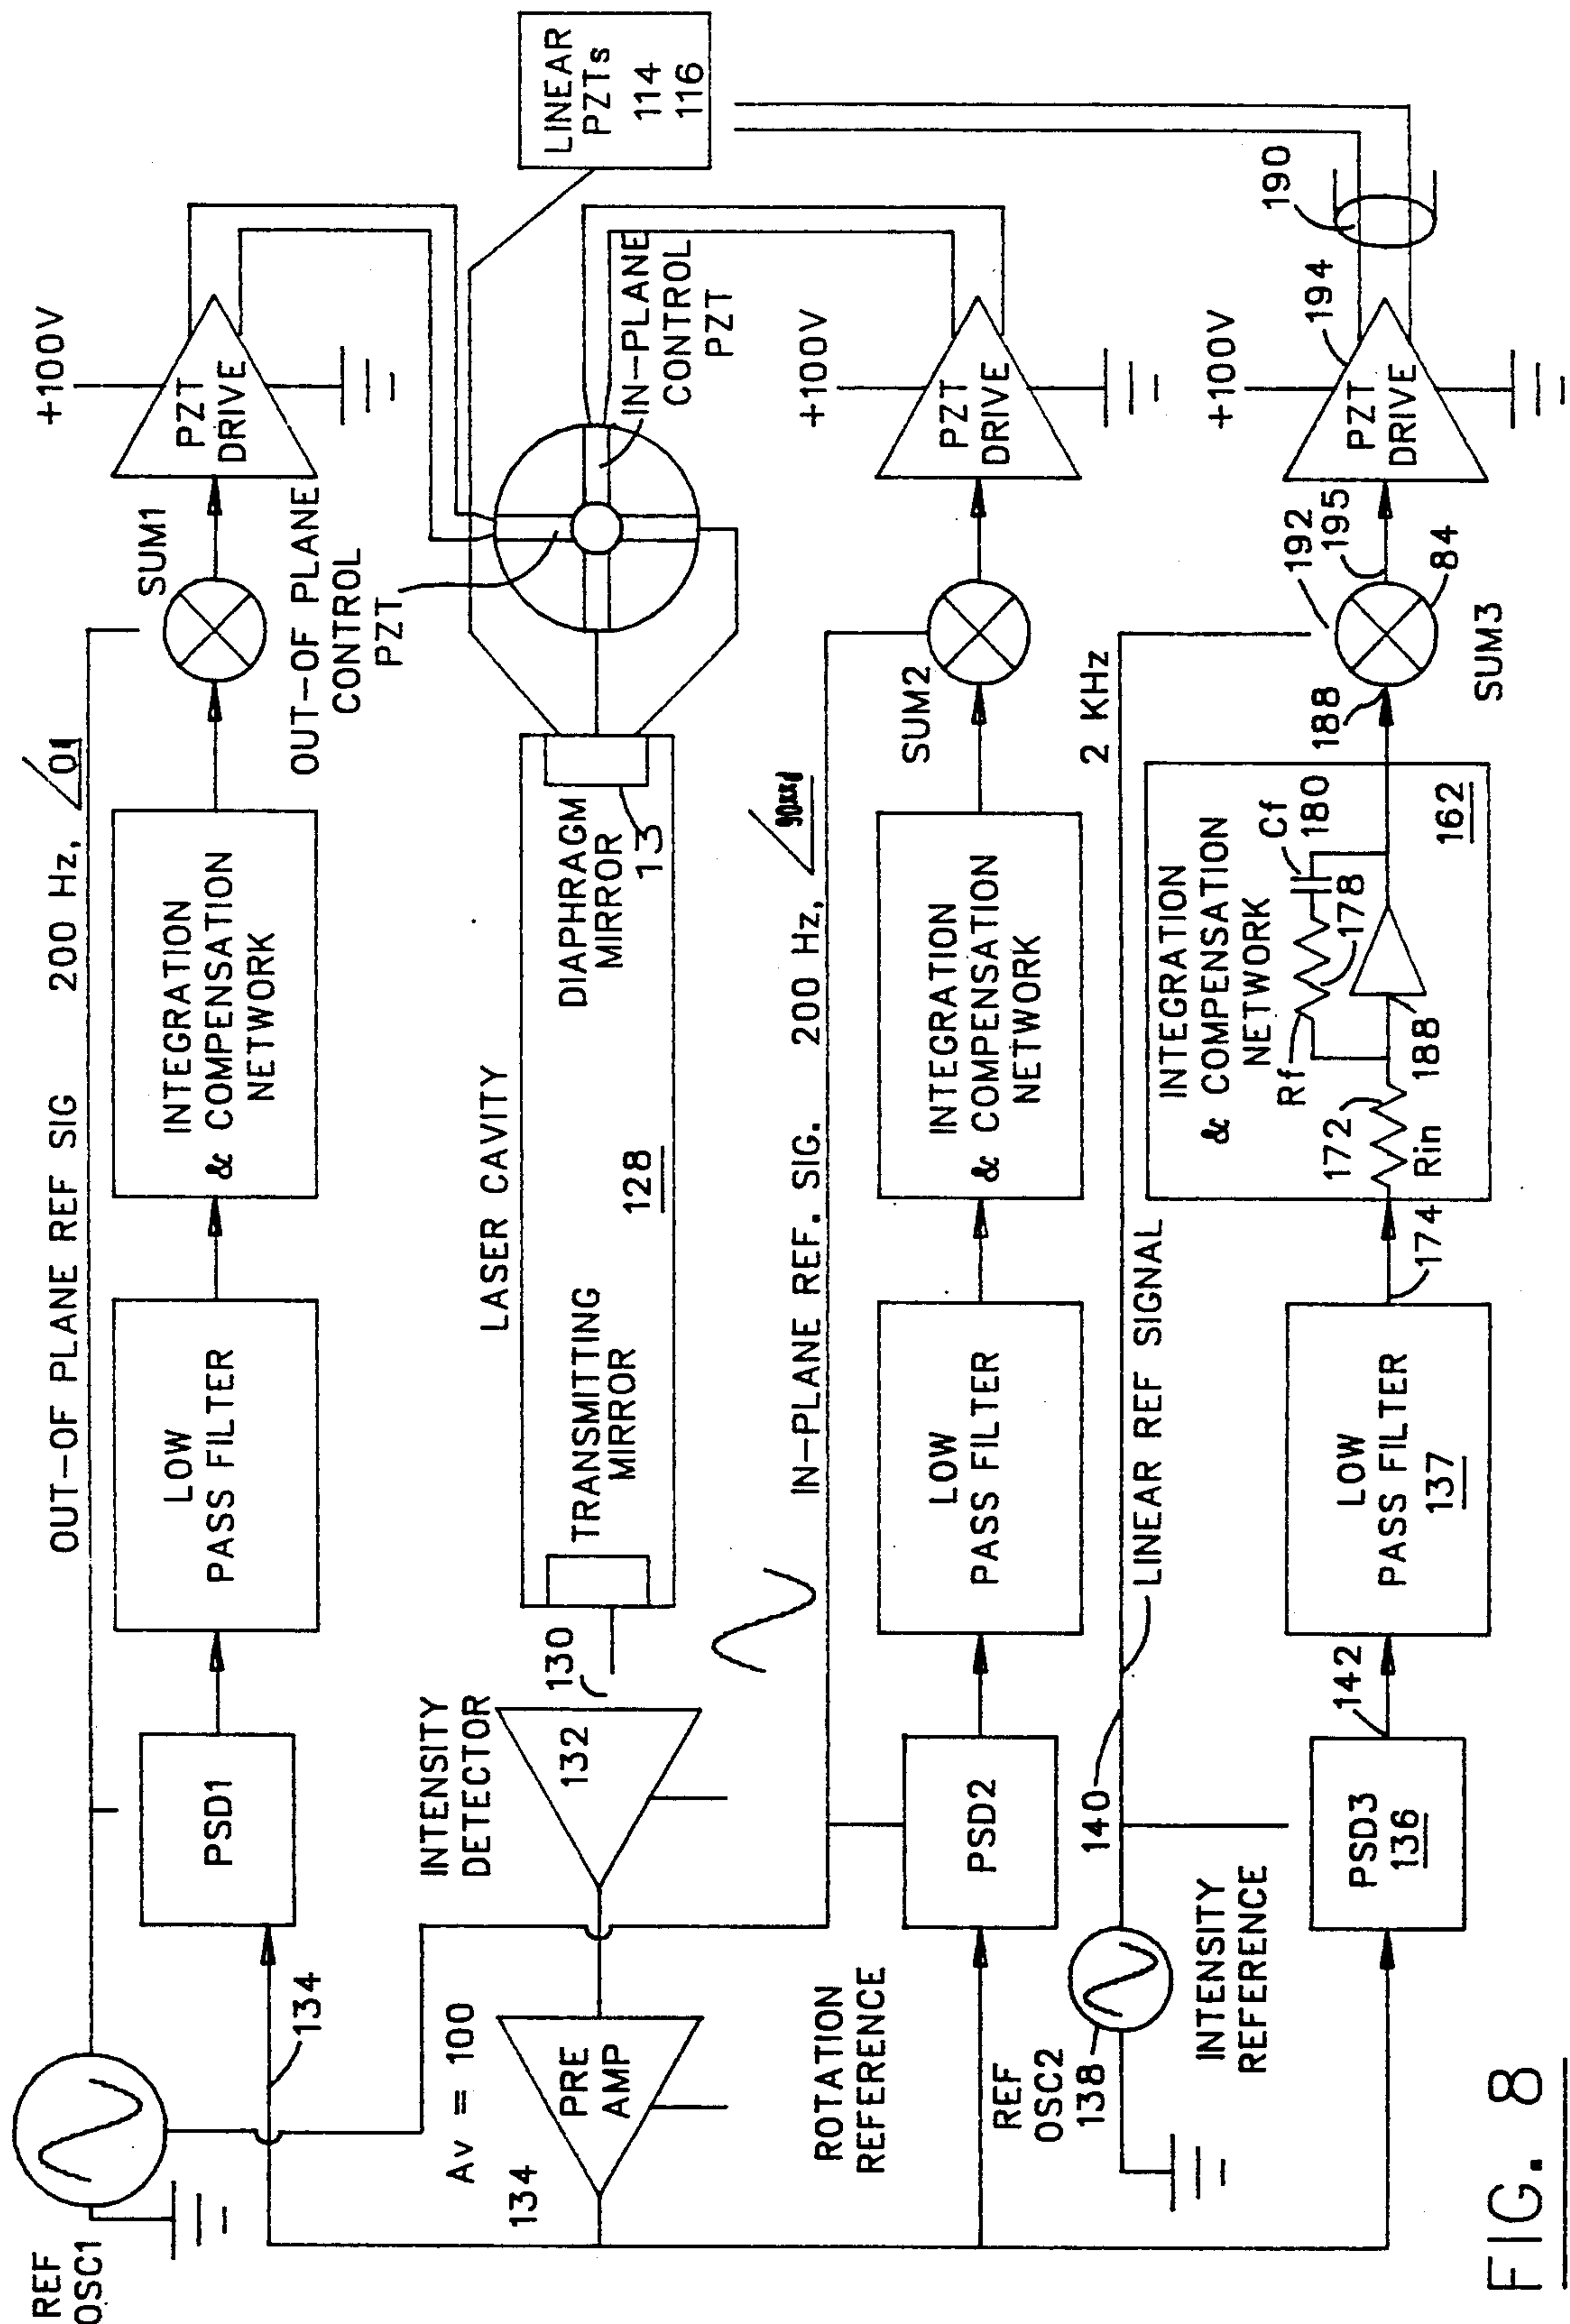 REF
OSC1
OUT-OF PLANE REF SIG 200 Hz,
134
PSD1
LOW
PASS FILTER
INTEGRATION
& COMPENSATION
NETWORK
SUM1
+100V
PZT
DRIVE
OUT-OF PLANE
CONTROL
PZT
Av = 100
134
PRE
AMP
INTENSITY
DETECTOR
132
130
LASER CAVITY
TRANSMITTING
MIRROR
128
DIAPHRAGM
MIRROR
13
LINEAR
PZTs
114
116
IN-PLANE
CONTROL
PZT
ROTATION
REFERENCE
IN-PLANE REF. SIG. 200 Hz,
PSD2
LOW
PASS FILTER
INTEGRATION
& COMPENSATION
NETWORK
SUM2
+100V
PZT
DRIVE
REF
OSC2
138
140
LINEAR REF SIGNAL
2 KHz
INTENSITY
REFERENCE
PSD3
136
142
LOW
PASS FILTER
137
174
INTEGRATION
& COMPENSATION
NETWORK
172
Rin
Rf
178
Cf
180
188
162
188
192
195
84
SUM3
+100V
PZT
DRIVE
194
190
FIG. 8